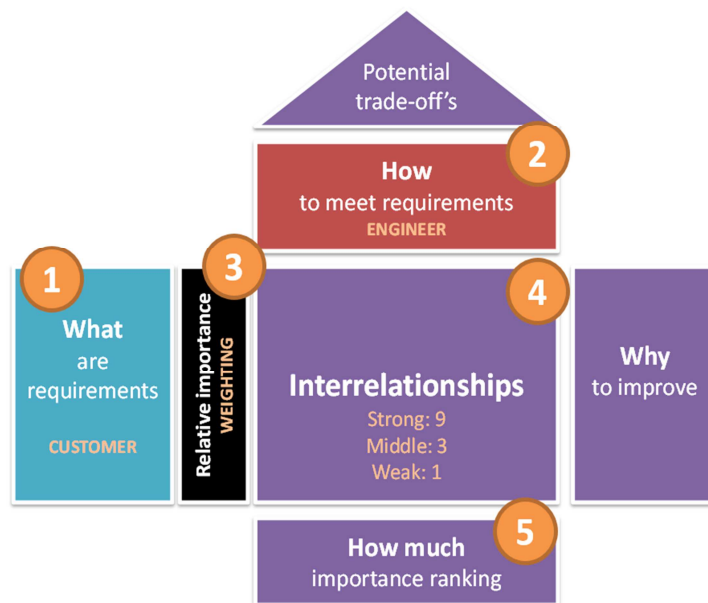 Potential
trade-off's
2
How
to meet requirements
ENGINEER
1
What
are
requirements
CUSTOMER
3
Relative importance
WEIGHTING
4
Interrelationships
Strong: 9
Middle: 3
Weak: 1
Why
to improve
5
How much
importance ranking